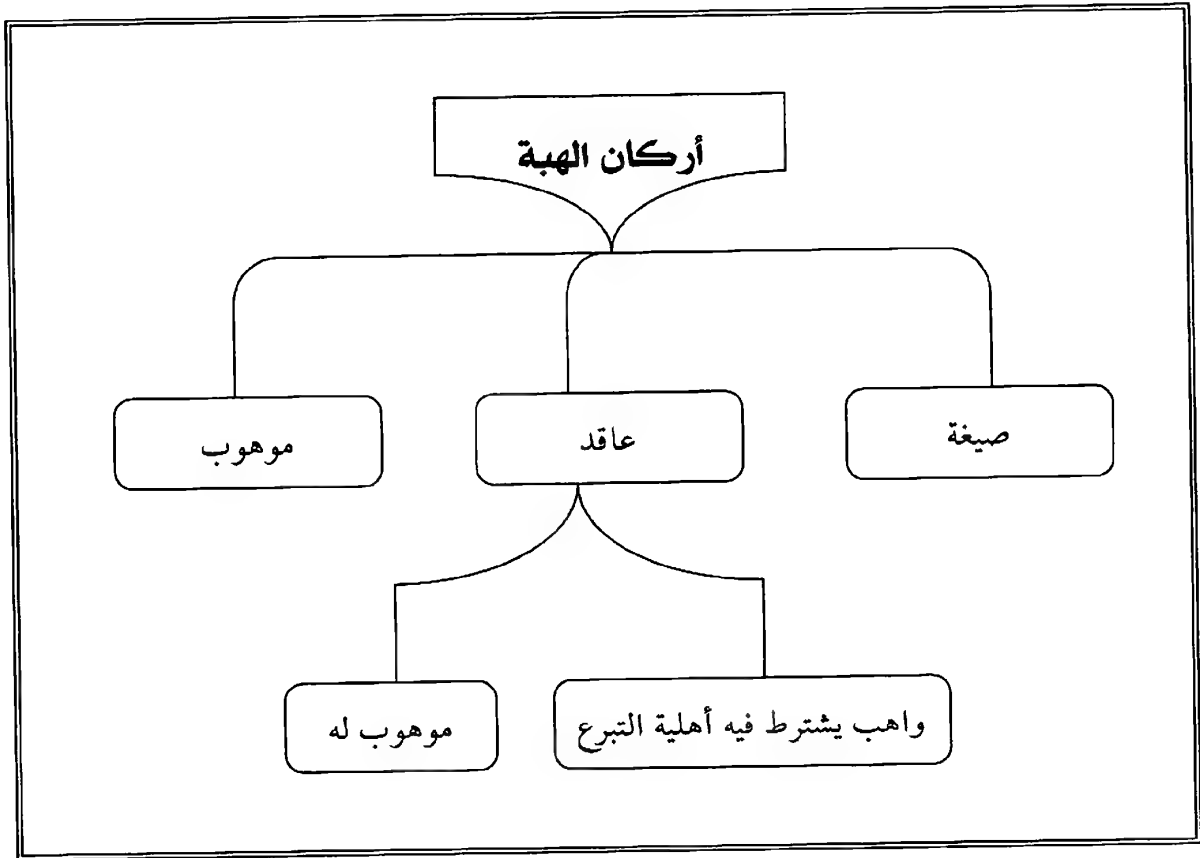 أركان الهبة
صيغة
عاقد
موهوب
واهب يشترط فيه أهلية التبرع
موهوب له